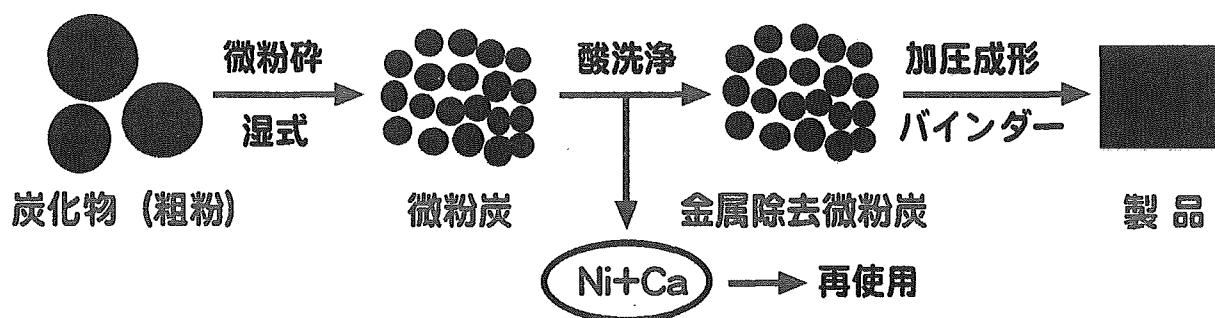 微粉砕
湿式
酸洗浄
加圧成形
バインダー
炭化物（粗粉）
微粉炭
金属除去微粉炭
製品
Ni+Ca
再使用